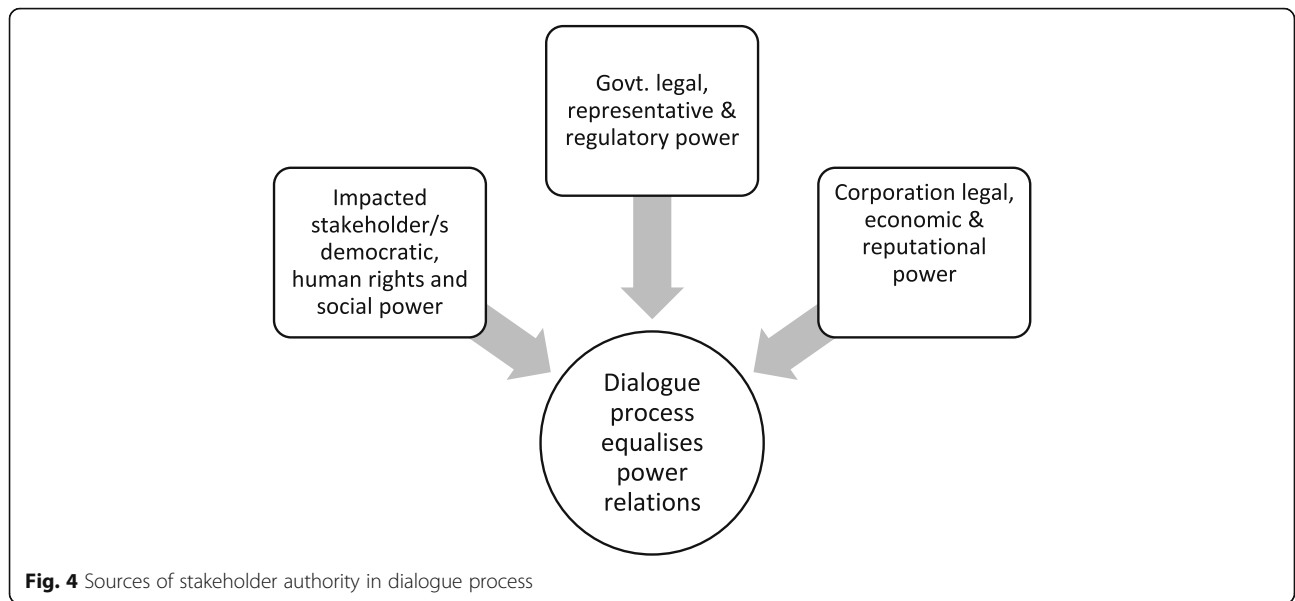 Govt. legal,
representative &
regulatory power
Impacted
stakeholder/s
democratic,
human rights and
social power
Corporation legal,
economic &
reputational
power
Dialogue
process
equalises
power
relations
Fig. 4 Sources of stakeholder authority in dialogue process